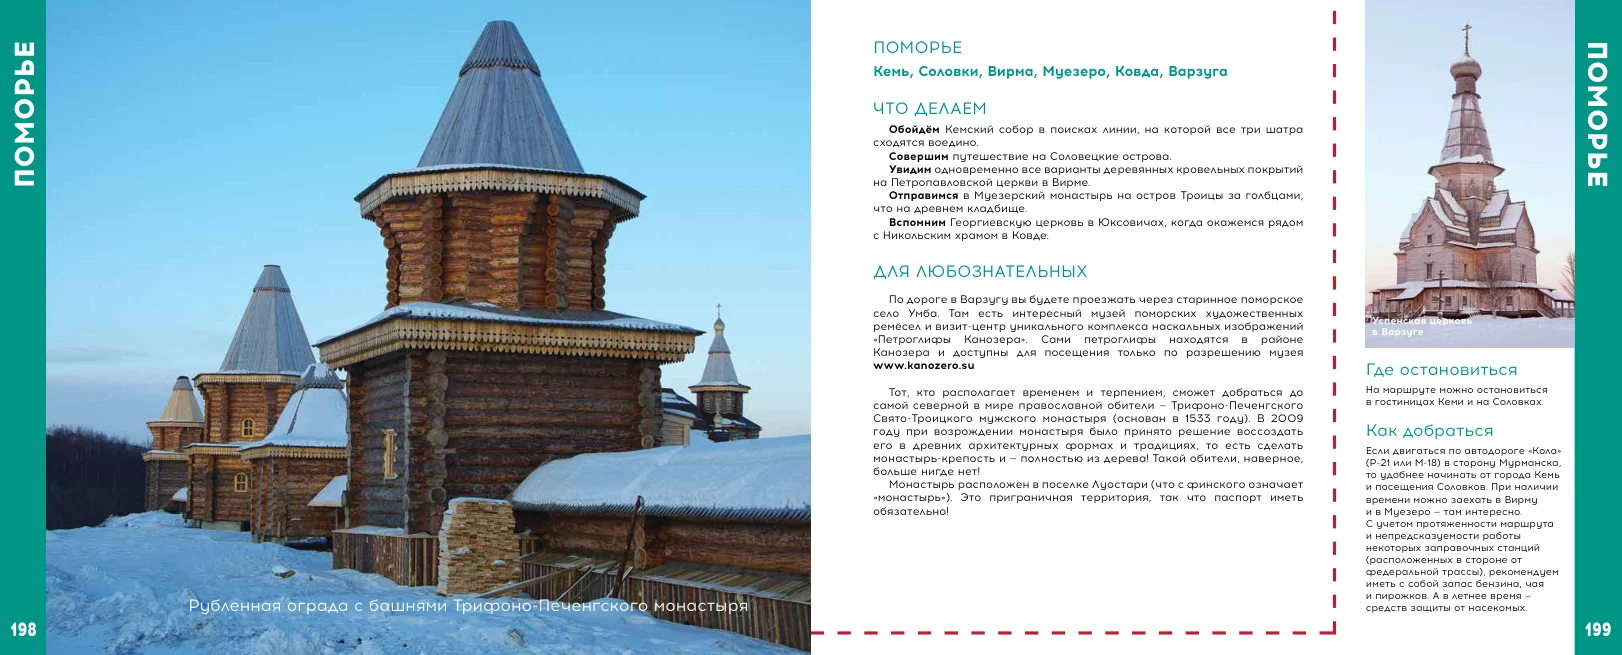 ПОМОРЬЕ
Рубленная ограда с башнями Трифоно-Печенгского монастыря
198
ПОМОРЬЕ
Кемь, Соловки, Вирма, Муезеро, Ковда, Варзуга
ЧТО ДЕЛАЕМ
Обойдём Кемский собор в поисках линии, на которой все три шатра
сходятся воедино.
Совершим путешествие на Соловецкие острова.
Увидим одновременно все варианты деревянных кровельных покрытий
на Петропавловской церкви в Вирме.
Отправимся в Муезерский монастырь на остров Троицы за голбцами,
что на древнем кладбище.
Вспомним Георгиевскую церковь в Юксовичах, когда окажемся рядом
с Никольским храмом в Ковде.
ДЛЯ ЛЮБОЗНАТЕЛЬНЫХ
По дороге в Варзугу вы будете проезжать через старинное поморское
село Умба. Там есть интересный музей поморских художественных
ремёсел и визит-центр уникального комплекса наскальных изображений
«Петроглифы Канозера». Сами петроглифы находятся в районе
Канозера и доступны для посещения только по разрешению музея
www.kanozero.su
Тот, кто располагает временем и терпением, сможет добраться до
самой северной в мире православной обители – Трифоно-Печенгского
Свято-Троицкого мужского монастыря (основан в 1533 году). В 2009
году при возрождении монастыря было принято решение воссоздать
его в древних архитектурных формах и традициях, то есть сделать
монастырь-крепость и – полностью из дерева! Такой обители, наверное,
больше нигде нет!
Монастырь расположен в поселке Луостари (что с финского означает
«монастырь»). Это приграничная территория, так что паспорт иметь
обязательно!
Успенская церковь
в Варзуге
Где остановиться
На маршруте можно остановиться
в гостиницах Кеми и на Соловках.
Как добраться
Если двигаться по автодороге «Кола»
(Р-21 или М-18) в сторону Мурманска,
то удобнее начинать от города Кемь
и посещения Соловков. При наличии
времени можно заехать в Вирму
и в Муезеро – там интересно.
С учетом протяженности маршрута
и непредсказуемости работы
некоторых заправочных станций
(расположенных в стороне от
федеральной трассы), рекомендуем
иметь с собой запас бензина, чая
и пирожков. А в летнее время –
средств защиты от насекомых.
ПОМОРЬЕ
199